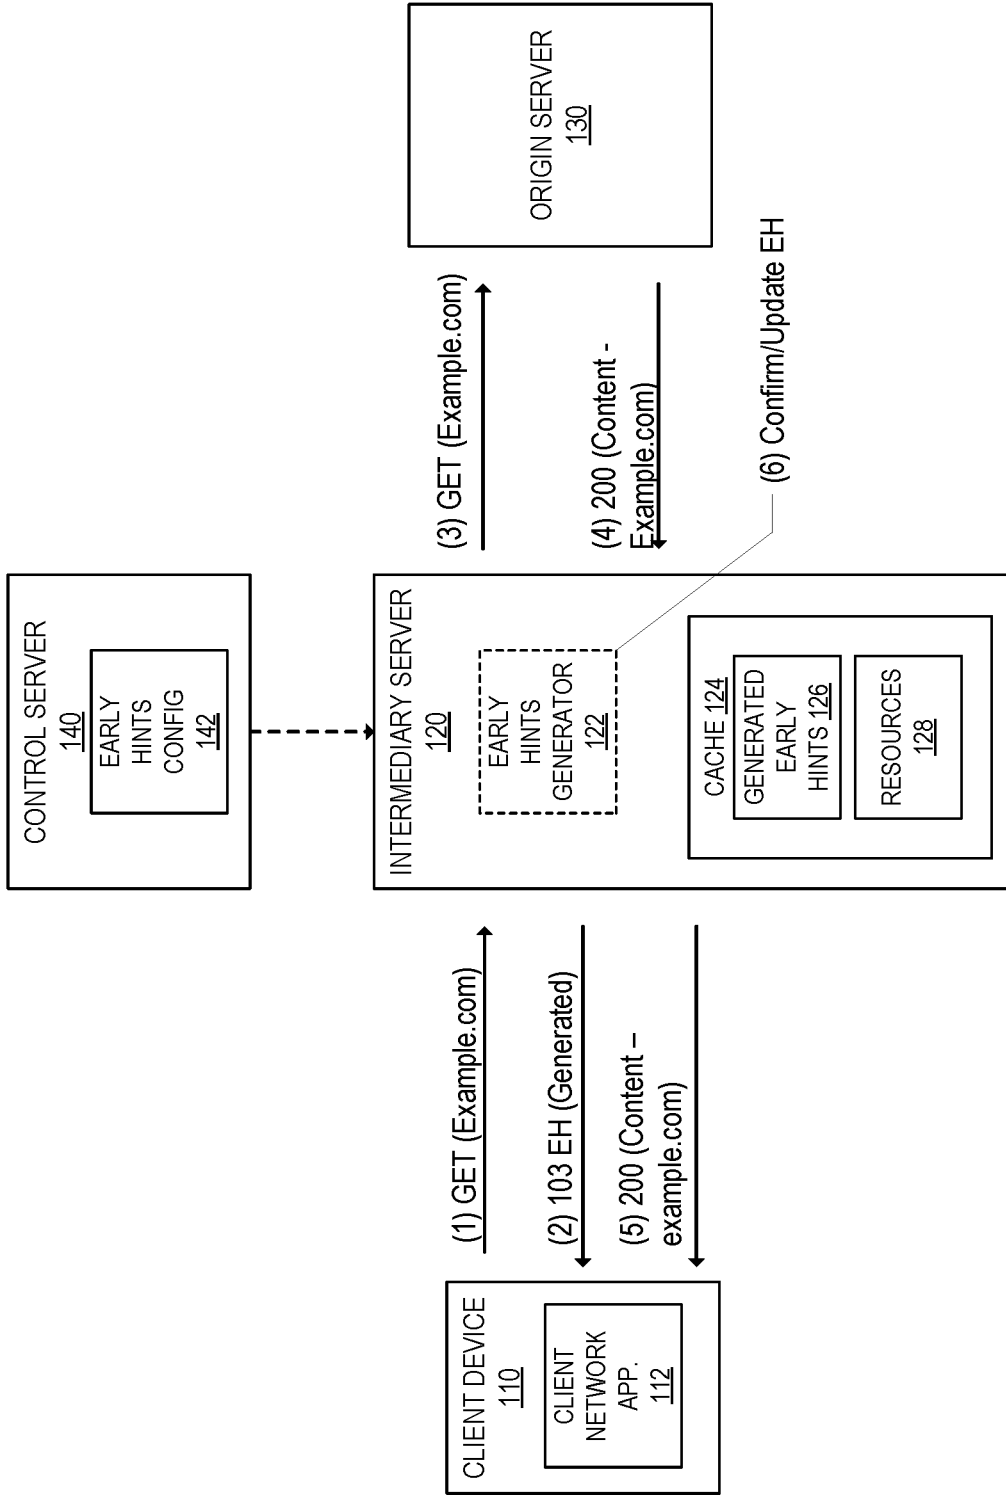 CONTROL SERVER
140
EARLY
HINTS
CONFIG
142
CLIENT DEVICE
110
CLIENT
NETWORK
APP.
112
(1) GET (Example.com)
(2) 103 EH (Generated)
(5) 200 (Content –
example.com)
INTERMEDIARY SERVER
120
EARLY
HINTS
GENERATOR
122
CACHE 124
GENERATED
EARLY
HINTS 126
RESOURCES
128
(3) GET (Example.com)
(4) 200 (Content -
Example.com)
(6) Confirm/Update EH
ORIGIN SERVER
130